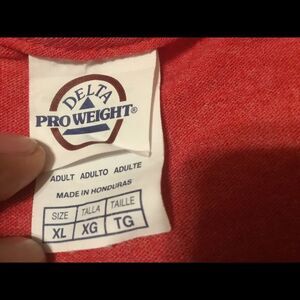 DELTA
PRO WEIGHT®
ADULT ADULTO ADULTE
MADE IN HONDURAS
SIZE TALLA TAILLE
XL XG TG